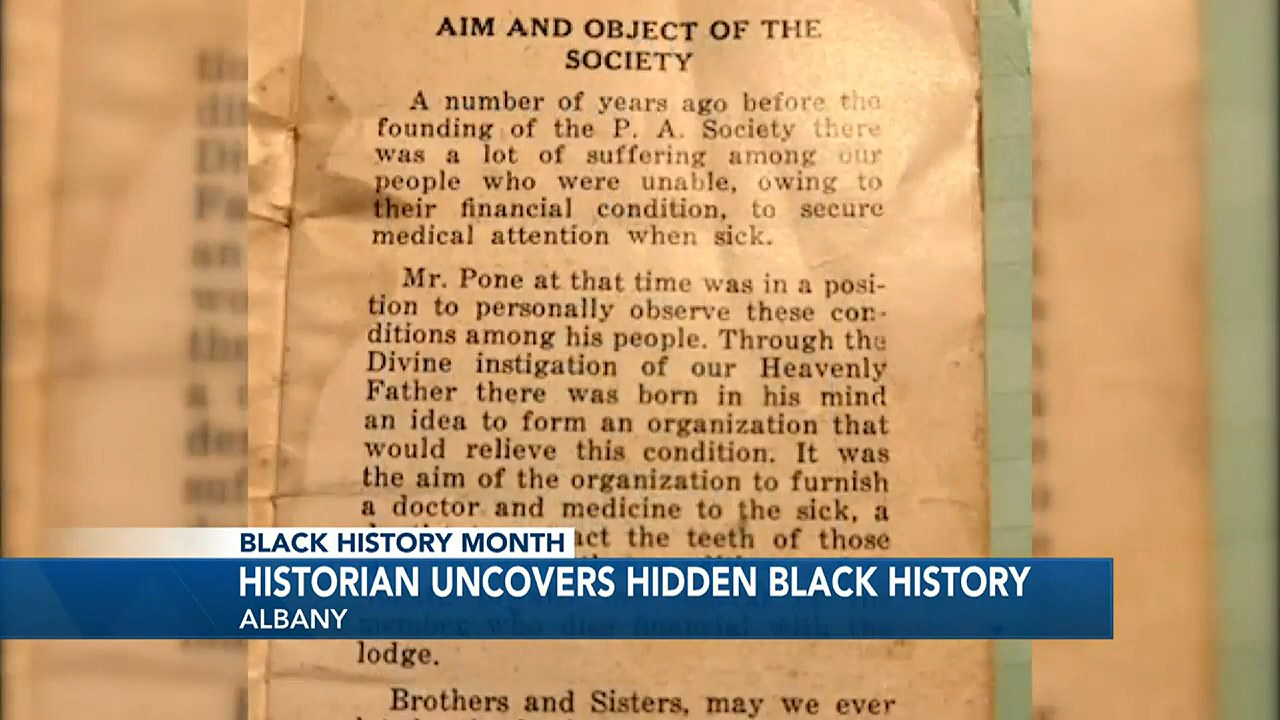 AIM AND OBJECT OF THE
SOCIETY
A number of years ago before the
founding of the P. A. Society there
was a lot of suffering among our
people who were unable, owing to
their financial condition, to secure
medical attention when sick.
Mr. Pone at that time was in a posi-
tion to personally observe these con-
ditions among his people. Through the
Divine instigation of our Heavenly
Father there was born in his mind
an idea to form an organization that
would relieve this condition. It was
the aim of the organization to furnish
a doctor and medicine to the sick, a
the teeth of those
BLACK HISTORY MONTH
HISTORIAN UNCOVERS HIDDEN BLACK HISTORY
ALBANY
member who dies financial with the
lodge.
Brothers and Sisters, may we ever